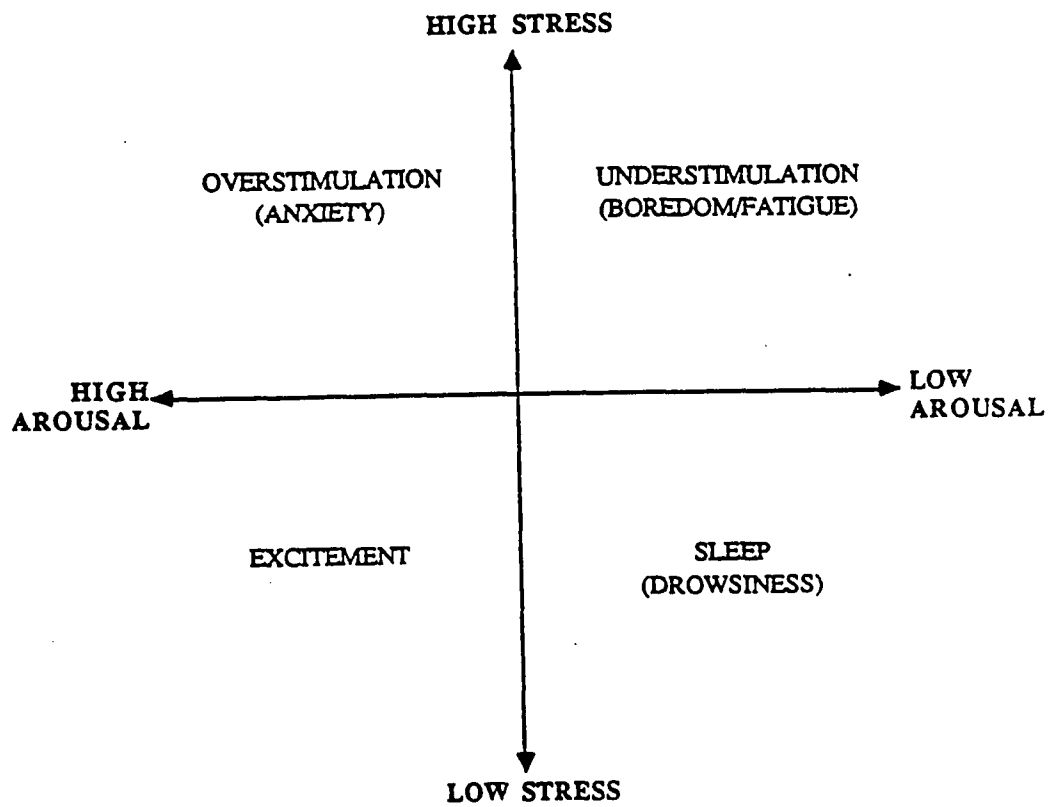 HIGH STRESS
OVERSTIMULATION
(ANXIETY)
UNDERSTIMULATION
(BOREDOM/FATIGUE)
HIGH
AROUSAL
LOW
AROUSAL
EXCITEMENT
SLEEP
(DROWSINESS)
LOW STRESS